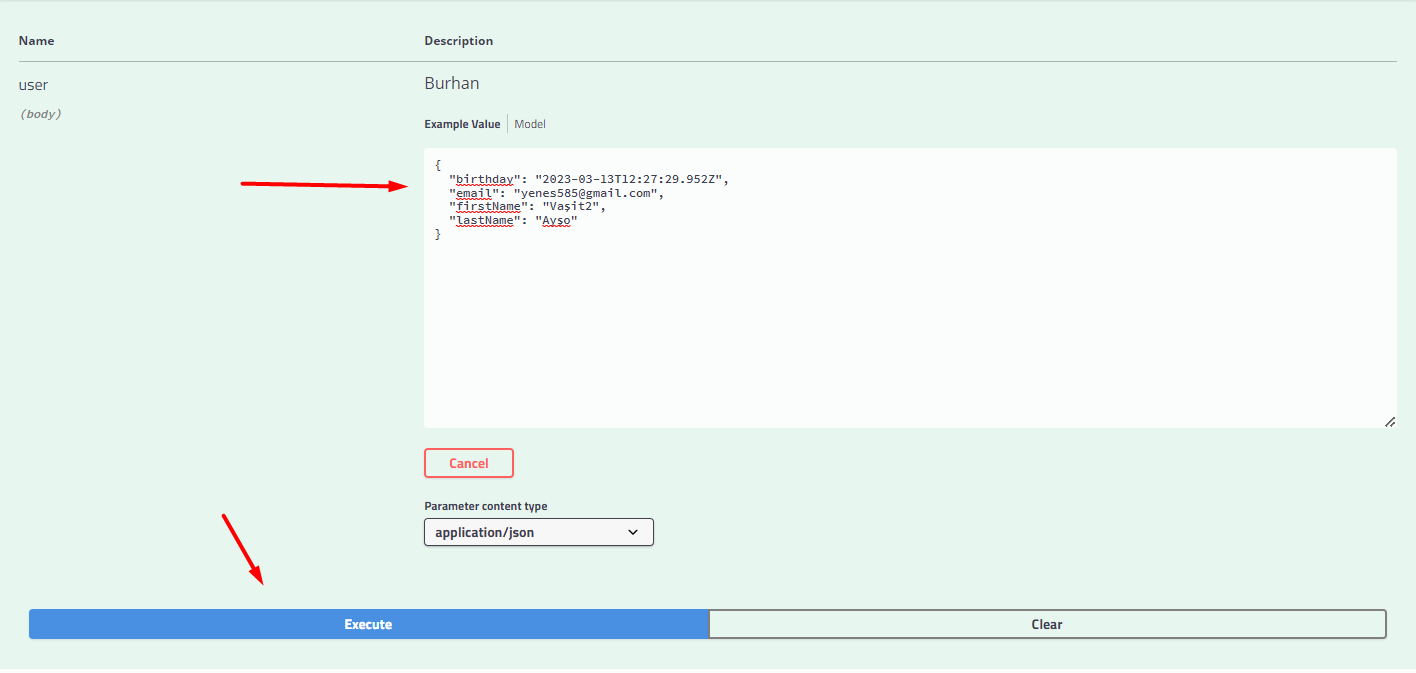 Name Description
user Burhan
(body)
Example Value Model
{
"birthday": "2023-03-13T12:27:29.952Z",
"email": "yenes585@gmail.com",
"firstName": "Vaşit2",
"lastName": "Ayşo"
}
Cancel
Parameter content type
application/json
Execute Clear